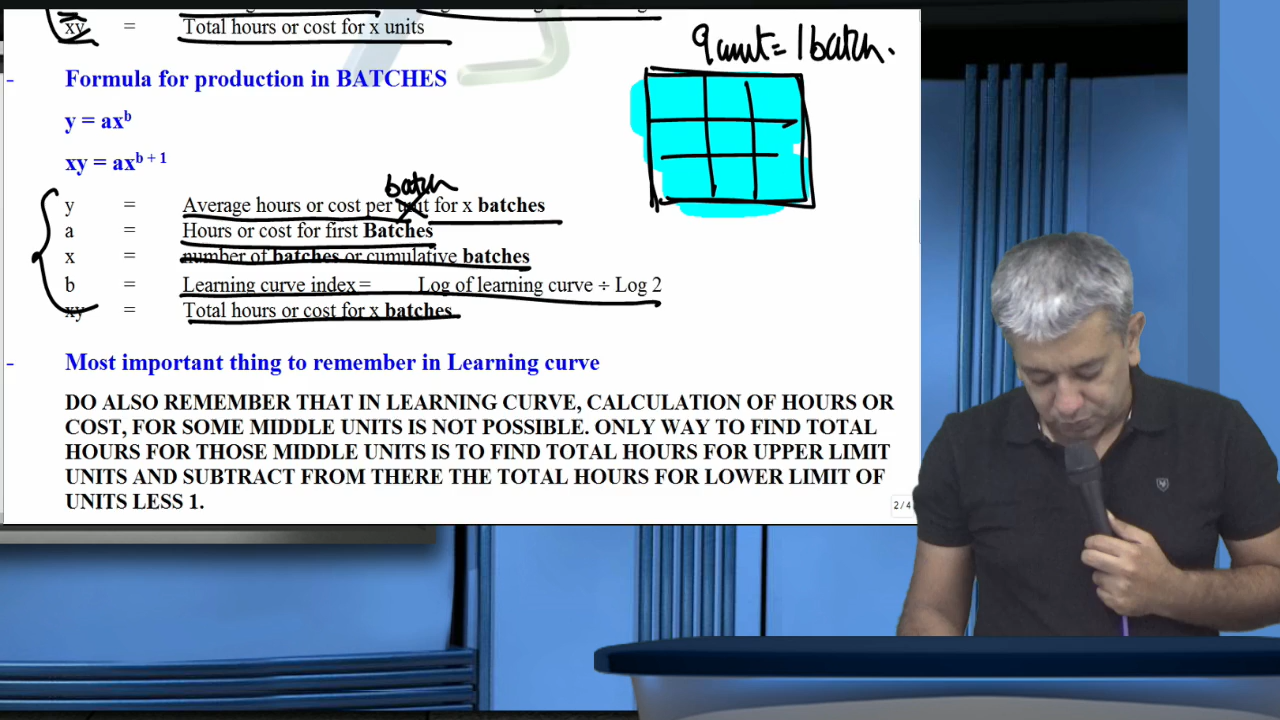 xy = Total hours or cost for x units
9 unit = 1 batch.
- Formula for production in BATCHES
y = axᵇ
xy = axᵇ ⁺ ¹
batch
y = Average hours or cost per unit for x batches
a = Hours or cost for first Batches
x = number of batches or cumulative batches
b = Learning curve index = Log of learning curve ÷ Log 2
xy = Total hours or cost for x batches
- Most important thing to remember in Learning curve
DO ALSO REMEMBER THAT IN LEARNING CURVE, CALCULATION OF HOURS OR
COST, FOR SOME MIDDLE UNITS IS NOT POSSIBLE. ONLY WAY TO FIND TOTAL
HOURS FOR THOSE MIDDLE UNITS IS TO FIND TOTAL HOURS FOR UPPER LIMIT
UNITS AND SUBTRACT FROM THERE THE TOTAL HOURS FOR LOWER LIMIT OF
UNITS LESS 1.
2/4